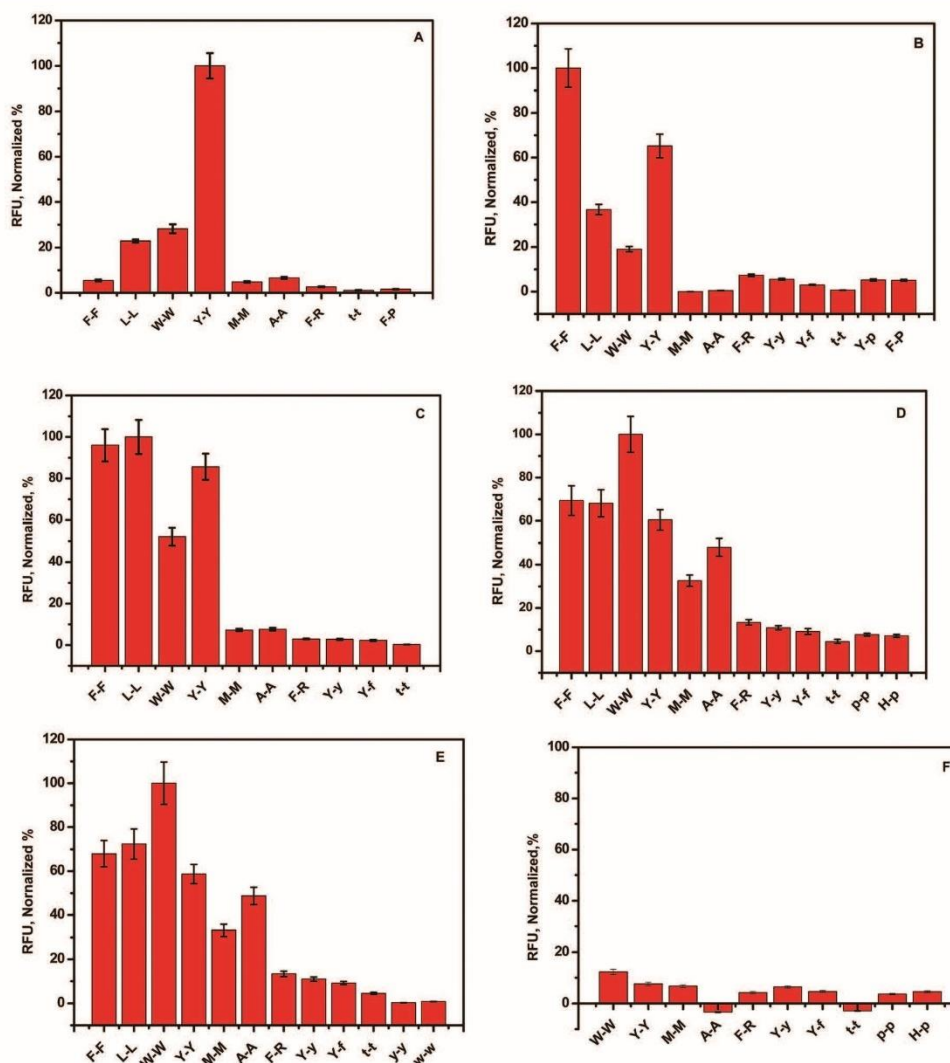 A
RFU, Normalized %
120
100
80
60
40
20
0
F-F L-L W-W Y-Y M-M A-A F-R t-t F-P
B
RFU, Normalized, %
120
100
80
60
40
20
0
F-F L-L W-W Y-Y M-M A-A F-R Y-y Y-f t-t Y-p F-P
C
RFU, Normalized, %
120
100
80
60
40
20
0
F-F L-L W-W Y-Y M-M A-A F-R Y-y Y-f t-t
D
RFU, Normalized %
120
100
80
60
40
20
0
F-F L-L W-W Y-Y M-M A-A F-R Y-y Y-f t-t p-p H-p
E
RFU, Nornalized %
120
100
80
60
40
20
0
F-F L-L W-W Y-Y M-M A-A F-R Y-y Y-f t-t y-y w-w
F
RFU, Normalized,%
100
80
60
40
20
0
W-W Y-Y M-M A-A F-R Y-y Y-f t-t p-p H-p